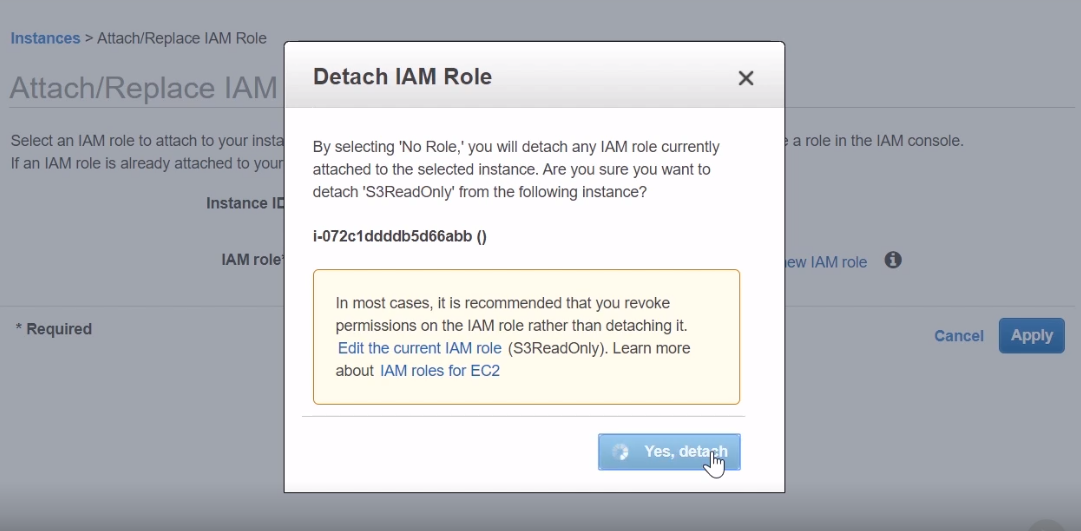 Instances > Attach/Replace IAM Role
Attach/Replace IAM
Select an IAM role to attach to your insta
a role in the IAM console.
If an IAM role is already attached to your
Instance ID
IAM role*
ew IAM role
* Required
Cancel
Apply
Detach IAM Role
By selecting 'No Role,' you will detach any IAM role currently
attached to the selected instance. Are you sure you want to
detach 'S3ReadOnly' from the following instance?
i-072c1ddddb5d66abb ()
In most cases, it is recommended that you revoke
permissions on the IAM role rather than detaching it.
Edit the current IAM role (S3ReadOnly). Learn more
about IAM roles for EC2
Yes, detach